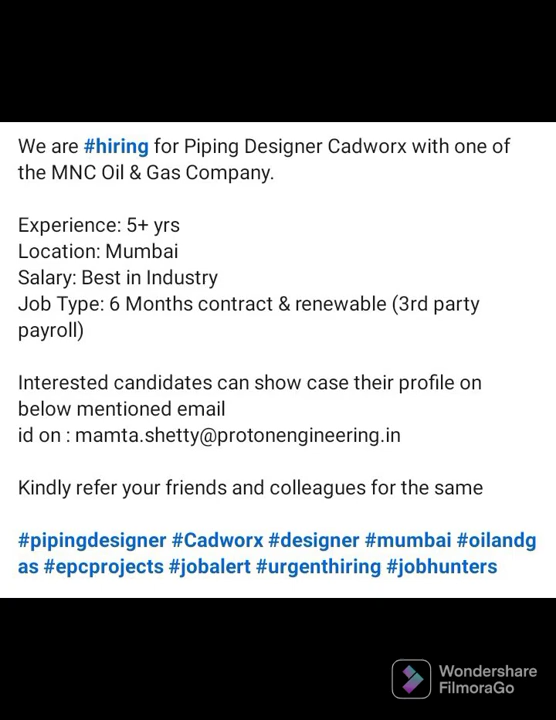 We are #hiring for Piping Designer Cadworx with one of
the MNC Oil & Gas Company.
Experience: 5+ yrs
Location: Mumbai
Salary: Best in Industry
Job Type: 6 Months contract & renewable (3rd party
payroll)
Interested candidates can show case their profile on
below mentioned email
id on : mamta.shetty@protonengineering.in
Kindly refer your friends and colleagues for the same
#pipingdesigner #Cadworx #designer #mumbai #oilandg
as #epcprojects #jobalert #urgenthiring #jobhunters
Wondershare
FilmoraGo